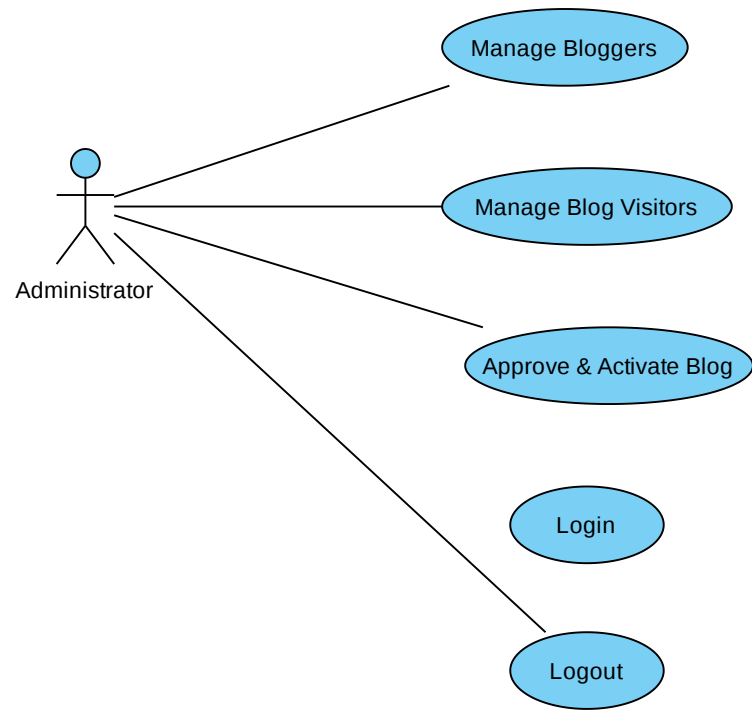 Manage Bloggers
Manage Blog Visitors
Administrator
Approve & Activate Blog
Login
Logout